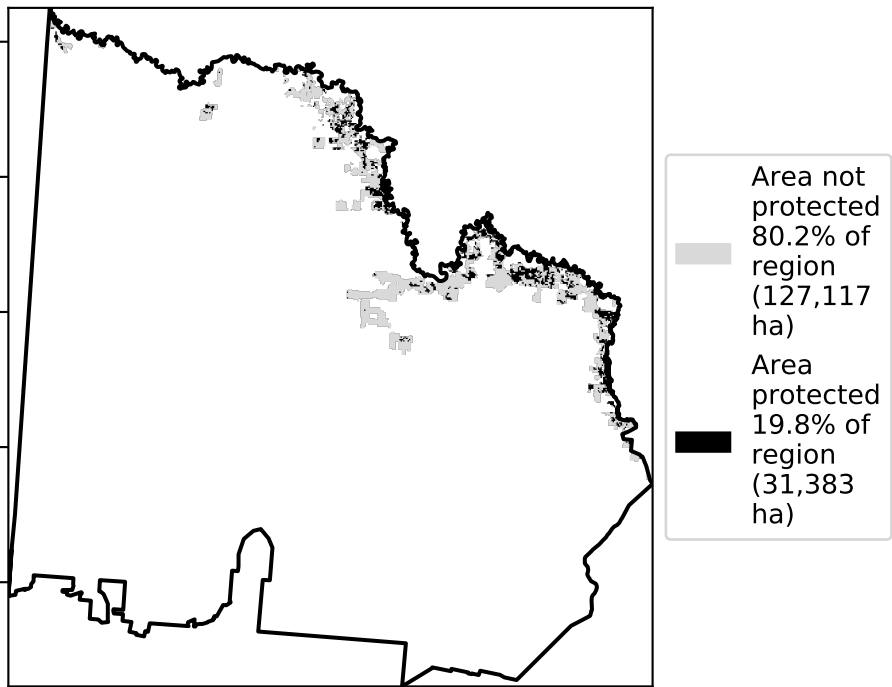 Area not
protected
80.2% of
region
(127,117
ha)
Area
protected
19.8% of
region
(31,383
ha)